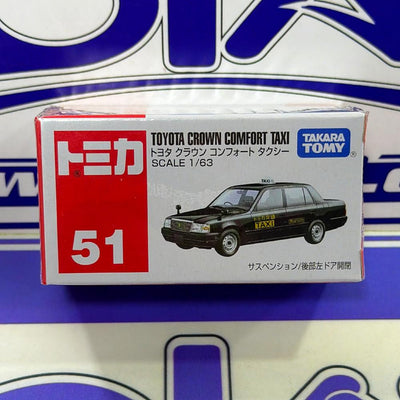 TOYOTA CROWN COMFORT TAXI
トミカ
トヨタ クラウン コンフォート タクシー
SCALE 1/63
TAKARA
TOMY
51
TAXI
サスペンション/後部左ドア開閉